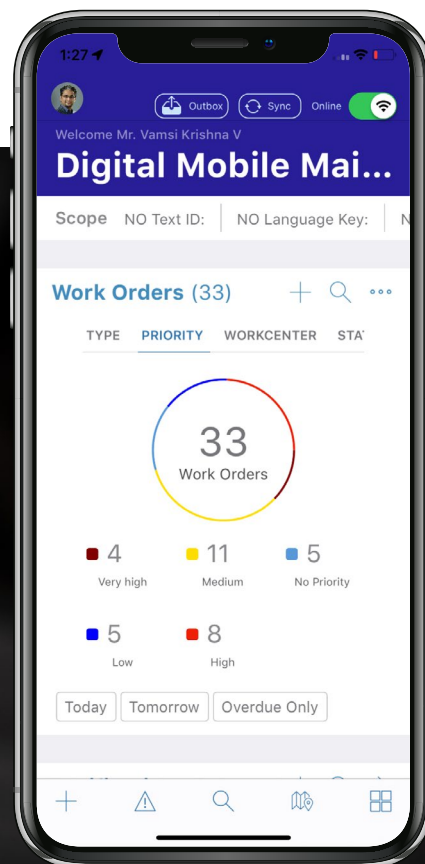 1:27
Outbox
Sync
Online
Welcome Mr. Vamsi Krishna V
Digital Mobile Mai...
Scope NO Text ID: NO Language Key: N
Work Orders (33)
TYPE PRIORITY WORKCENTER STA
33
Work Orders
4 11 5
Very high Medium No Priority
5 8
Low High
Today Tomorrow Overdue Only